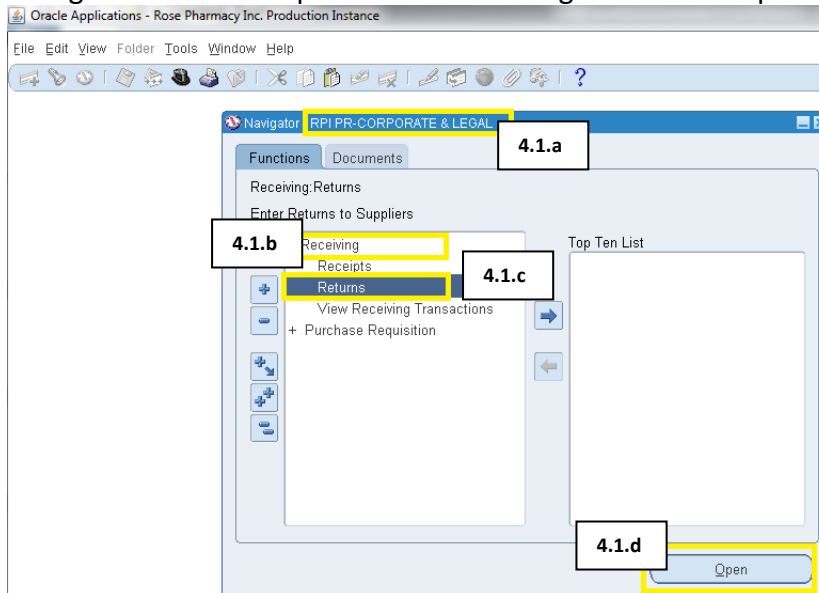 Oracle Applications - Rose Pharmacy Inc. Production Instance
File Edit View Folder Tools Window Help
Navigator RPI PR-CORPORATE & LEGAL
4.1.a
Functions Documents
Receiving:Returns
Enter Returns to Suppliers
4.1.b
Receiving
Top Ten List
Receipts
4.1.c
Returns
View Receiving Transactions
+ Purchase Requisition
4.1.d
Open